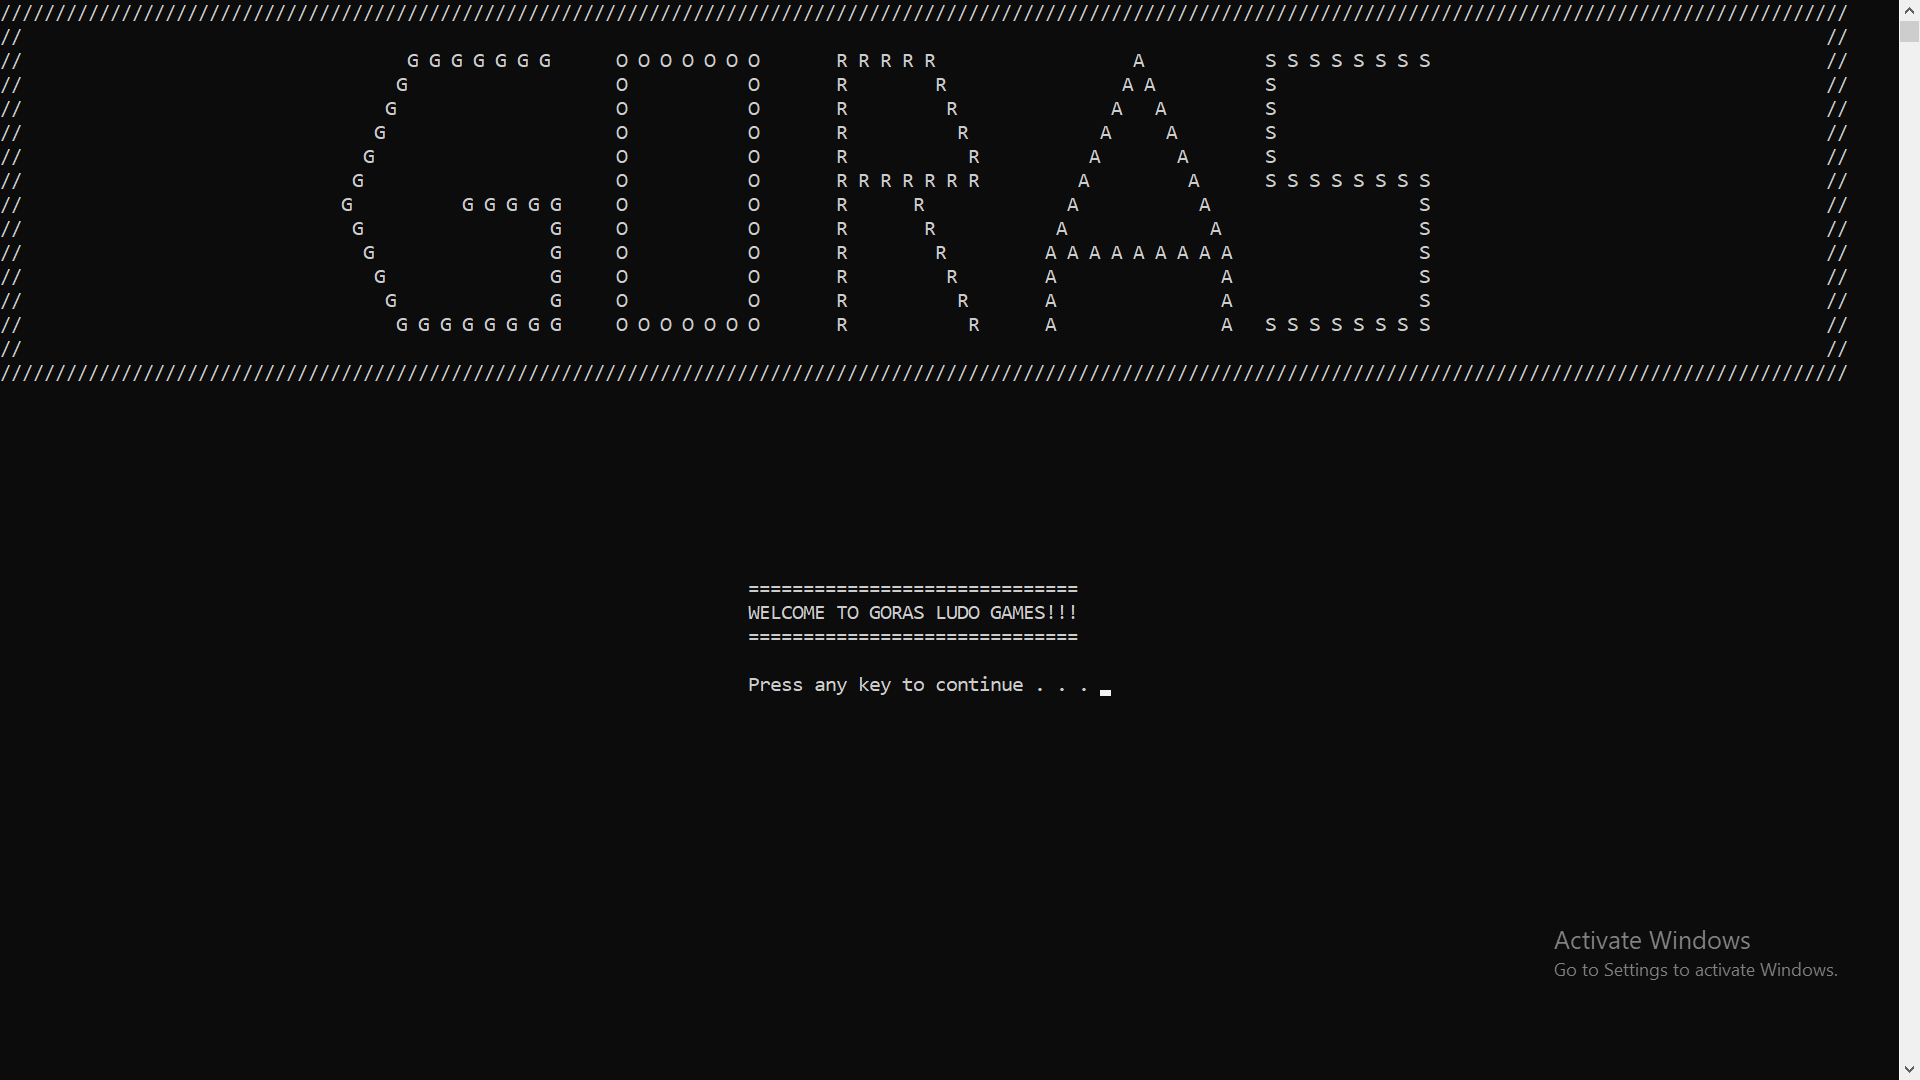 ////////////////////////////////////////////////////////////////////////////////////////////////////////////////////////////////////////////////////////////////////////
//                                                                                                                                                                    //
//                                   G G G G G G G      O O O O O O O       R R R R R                  A           S S S S S S S S                                    //
//                                  G                   O           O       R        R                A A          S                                                  //
//                                 G                    O           O       R         R              A   A         S                                                  //
//                                G                     O           O       R          R            A     A        S                                                  //
//                               G                      O           O       R           R          A       A       S                                                  //
//                              G                       O           O       R R R R R R R         A         A      S S S S S S S S                                    //
//                             G          G G G G G     O           O       R      R             A           A                   S                                    //
//                              G                 G     O           O       R       R           A             A                  S                                    //
//                               G                G     O           O       R        R         A A A A A A A A A                 S                                    //
//                                G               G     O           O       R         R        A               A                 S                                    //
//                                 G              G     O           O       R          R       A               A                 S                                    //
//                                  G G G G G G G G     O O O O O O O       R           R      A               A   S S S S S S S S                                    //
//                                                                                                                                                                    //
////////////////////////////////////////////////////////////////////////////////////////////////////////////////////////////////////////////////////////////////////////
==============================
WELCOME TO GORAS LUDO GAMES!!!
==============================
Press any key to continue . . .
Activate Windows
Go to Settings to activate Windows.